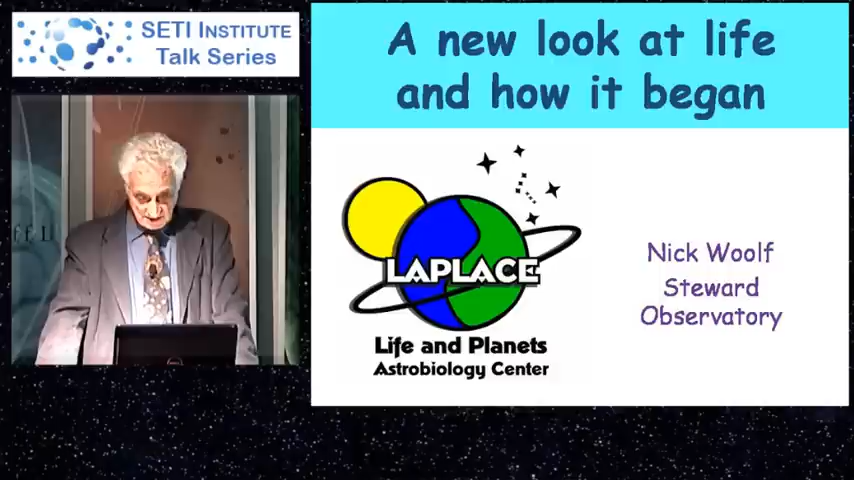 SETI INSTITUTE
Talk Series
A new look at life
and how it began
LAPLACE
Life and Planets
Astrobiology Center
Nick Woolf
Steward
Observatory